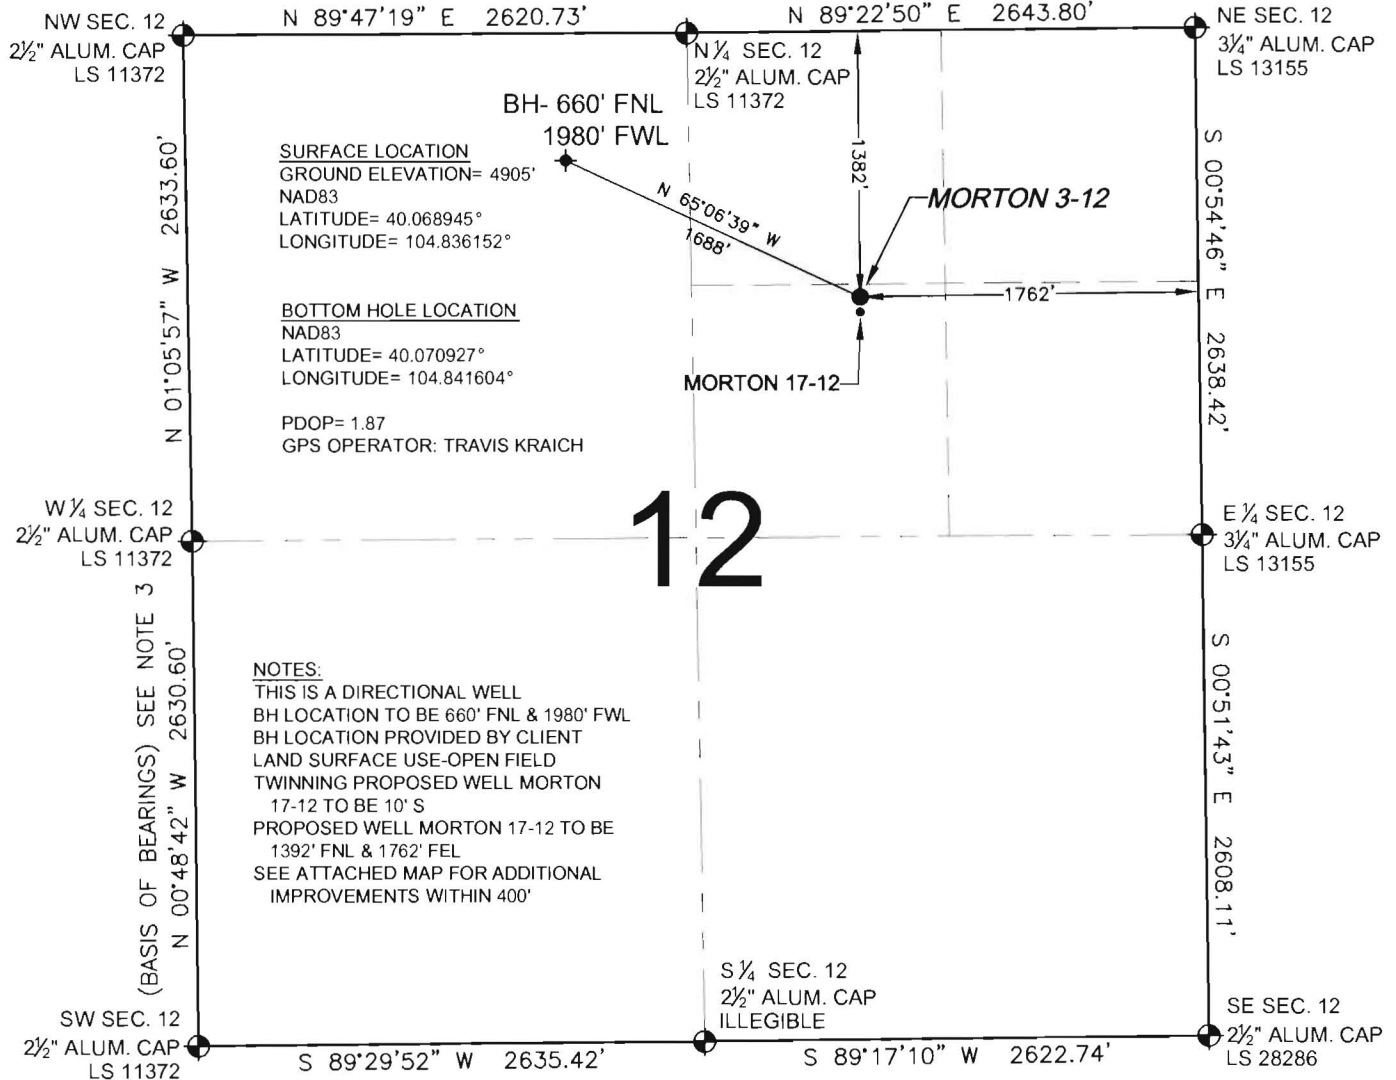 N 89°47'19" E 2620.73'
N 89°22'50" E 2643.80'
NW SEC. 12
2½" ALUM. CAP
LS 11372
N ¼ SEC. 12
2½" ALUM. CAP
LS 11372
NE SEC. 12
3¼" ALUM. CAP
LS 13155
BH- 660' FNL
1980' FWL
SURFACE LOCATION
GROUND ELEVATION= 4905'
NAD83
LATITUDE= 40.068945°
LONGITUDE= 104.836152°
BOTTOM HOLE LOCATION
NAD83
LATITUDE= 40.070927°
LONGITUDE= 104.841604°
PDOP= 1.87
GPS OPERATOR: TRAVIS KRAICH
N 01°05'57" W 2633.60'
N 65°06'39" W
1688'
1382'
MORTON 3-12
1762'
MORTON 17-12
S 00°54'46" E 2638.42'
W ¼ SEC. 12
2½" ALUM. CAP
LS 11372
12
E ¼ SEC. 12
3¼" ALUM. CAP
LS 13155
(BASIS OF BEARINGS) SEE NOTE 3
N 00°48'42" W 2630.60'
NOTES:
THIS IS A DIRECTIONAL WELL
BH LOCATION TO BE 660' FNL & 1980' FWL
BH LOCATION PROVIDED BY CLIENT
LAND SURFACE USE-OPEN FIELD
TWINNING PROPOSED WELL MORTON
17-12 TO BE 10' S
PROPOSED WELL MORTON 17-12 TO BE
1392' FNL & 1762' FEL
SEE ATTACHED MAP FOR ADDITIONAL
IMPROVEMENTS WITHIN 400'
S 00°51'43" E 2608.11'
SW SEC. 12
2½" ALUM. CAP
LS 11372
S ¼ SEC. 12
2½" ALUM. CAP
ILLEGIBLE
SE SEC. 12
2½" ALUM. CAP
LS 28286
S 89°29'52" W 2635.42'
S 89°17'10" W 2622.74'